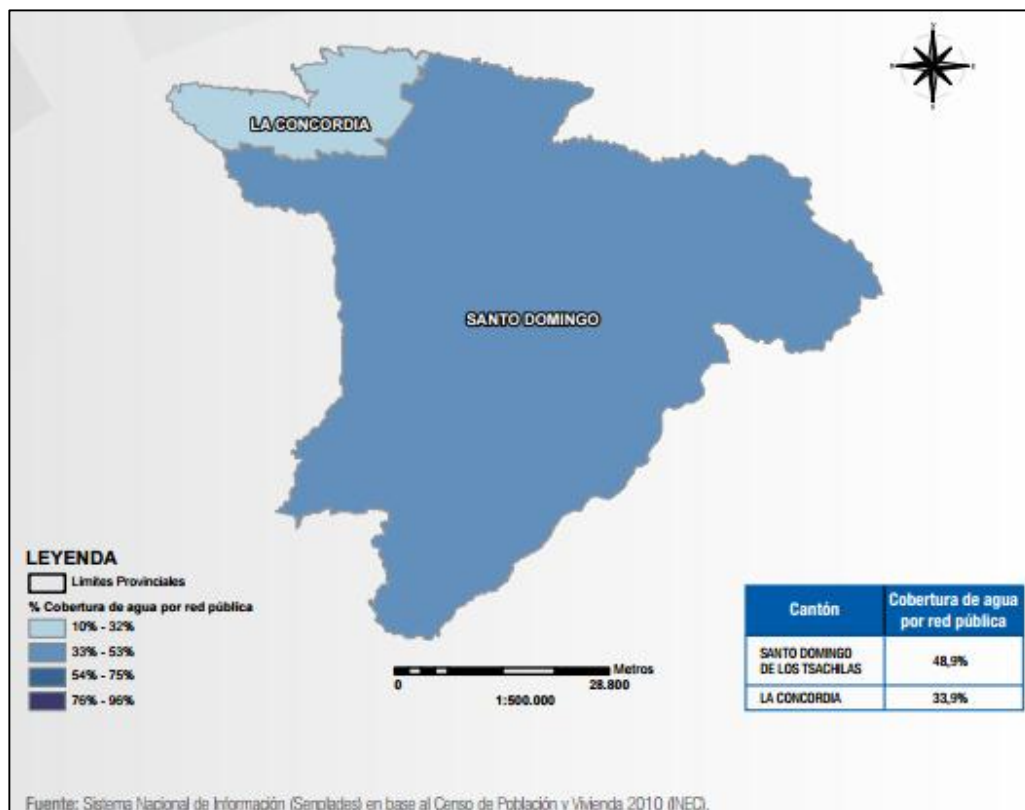 LA CONCORDIA
SANTO DOMINGO
LEYENDA
Límites Provinciales
% Cobertura de agua por red pública
10% - 32%
33% - 53%
54% - 75%
76% - 96%
Metros
0 28.800
1:500.000
Cantón Cobertura de agua
por red pública
SANTO DOMINGO
DE LOS TSACHILAS 48,9%
LA CONCORDIA 33,9%
Fuente: Sistema Nacional de Información (Senplades) en base al Censo de Población y Vivienda 2010 (INEC).